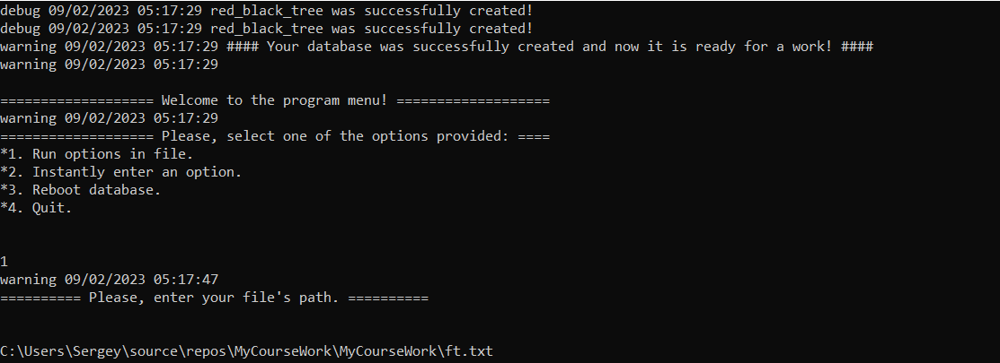 debug 09/02/2023 05:17:29 red_black_tree was successfully created!
debug 09/02/2023 05:17:29 red_black_tree was successfully created!
warning 09/02/2023 05:17:29 #### Your database was successfully created and now it is ready for a work! ####
warning 09/02/2023 05:17:29
=================== Welcome to the program menu! ===================
warning 09/02/2023 05:17:29
=================== Please, select one of the options provided: ====
*1. Run options in file.
*2. Instantly enter an option.
*3. Reboot database.
*4. Quit.
1
warning 09/02/2023 05:17:47
========== Please, enter your file's path. ==========
C:\Users\Sergey\source\repos\MyCourseWork\MyCourseWork\ft.txt